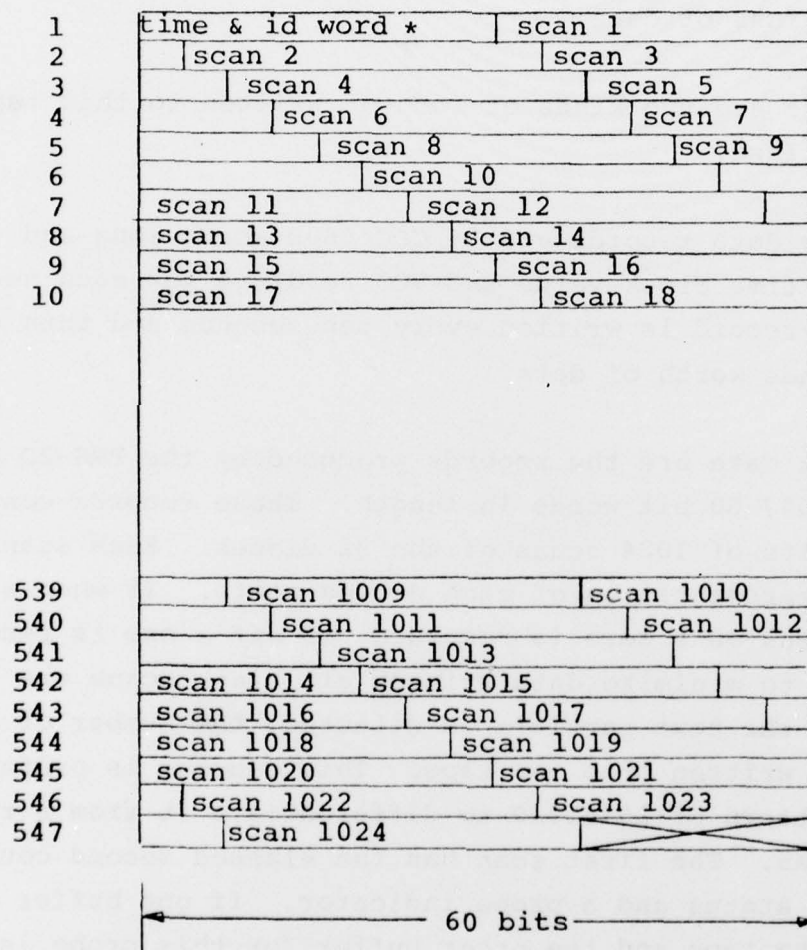 1 time & id word * scan 1
2 scan 2 scan 3
3 scan 4 scan 5
4 scan 6 scan 7
5 scan 8 scan 9
6 scan 10
7 scan 11 scan 12
8 scan 13 scan 14
9 scan 15 scan 16
10 scan 17 scan 18
539 scan 1009 scan 1010
540 scan 1011 scan 1012
541 scan 1013
542 scan 1014 scan 1015
543 scan 1016 scan 1017
544 scan 1018 scan 1019
545 scan 1020 scan 1021
546 scan 1022 scan 1023
547 scan 1024
60 bits